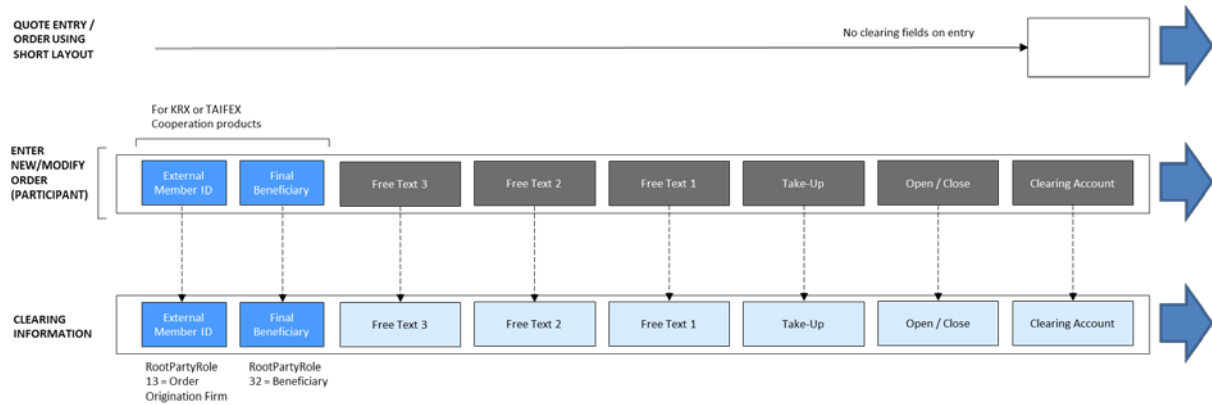 QUOTE ENTRY /
ORDER USING
SHORT LAYOUT
No clearing fields on entry
For KRX or TAIFEX
Cooperation products
ENTER
NEW/MODIFY
ORDER
(PARTICIPANT)
External
Member ID
Final
Beneficiary
Free Text 3
Free Text 2
Free Text 1
Take-Up
Open / Close
Clearing Account
CLEARING
INFORMATION
External
Member ID
Final
Beneficiary
Free Text 3
Free Text 2
Free Text 1
Take-Up
Open / Close
Clearing Account
RootPartyRole
13 = Order
Origination Firm
RootPartyRole
32 = Beneficiary